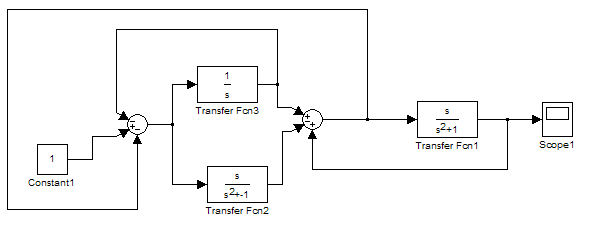 1
s
Transfer Fcn3
s
s2+1
Transfer Fcn1
Scope1
1
Constant1
s
s2+-1
Transfer Fcn2